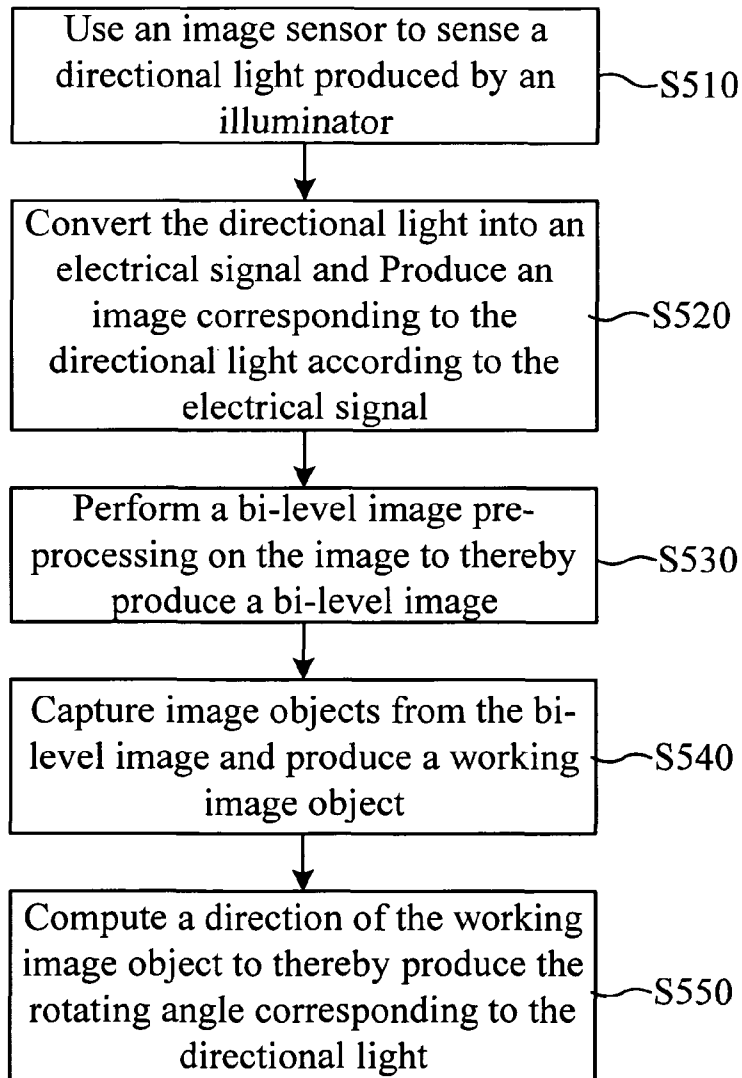 Use an image sensor to sense a
directional light produced by an
illuminator
S510
Convert the directional light into an
electrical signal and Produce an
image corresponding to the
directional light according to the
electrical signal
S520
Perform a bi-level image pre-
processing on the image to thereby
produce a bi-level image
S530
Capture image objects from the bi-
level image and produce a working
image object
S540
Compute a direction of the working
image object to thereby produce the
rotating angle corresponding to the
directional light
S550